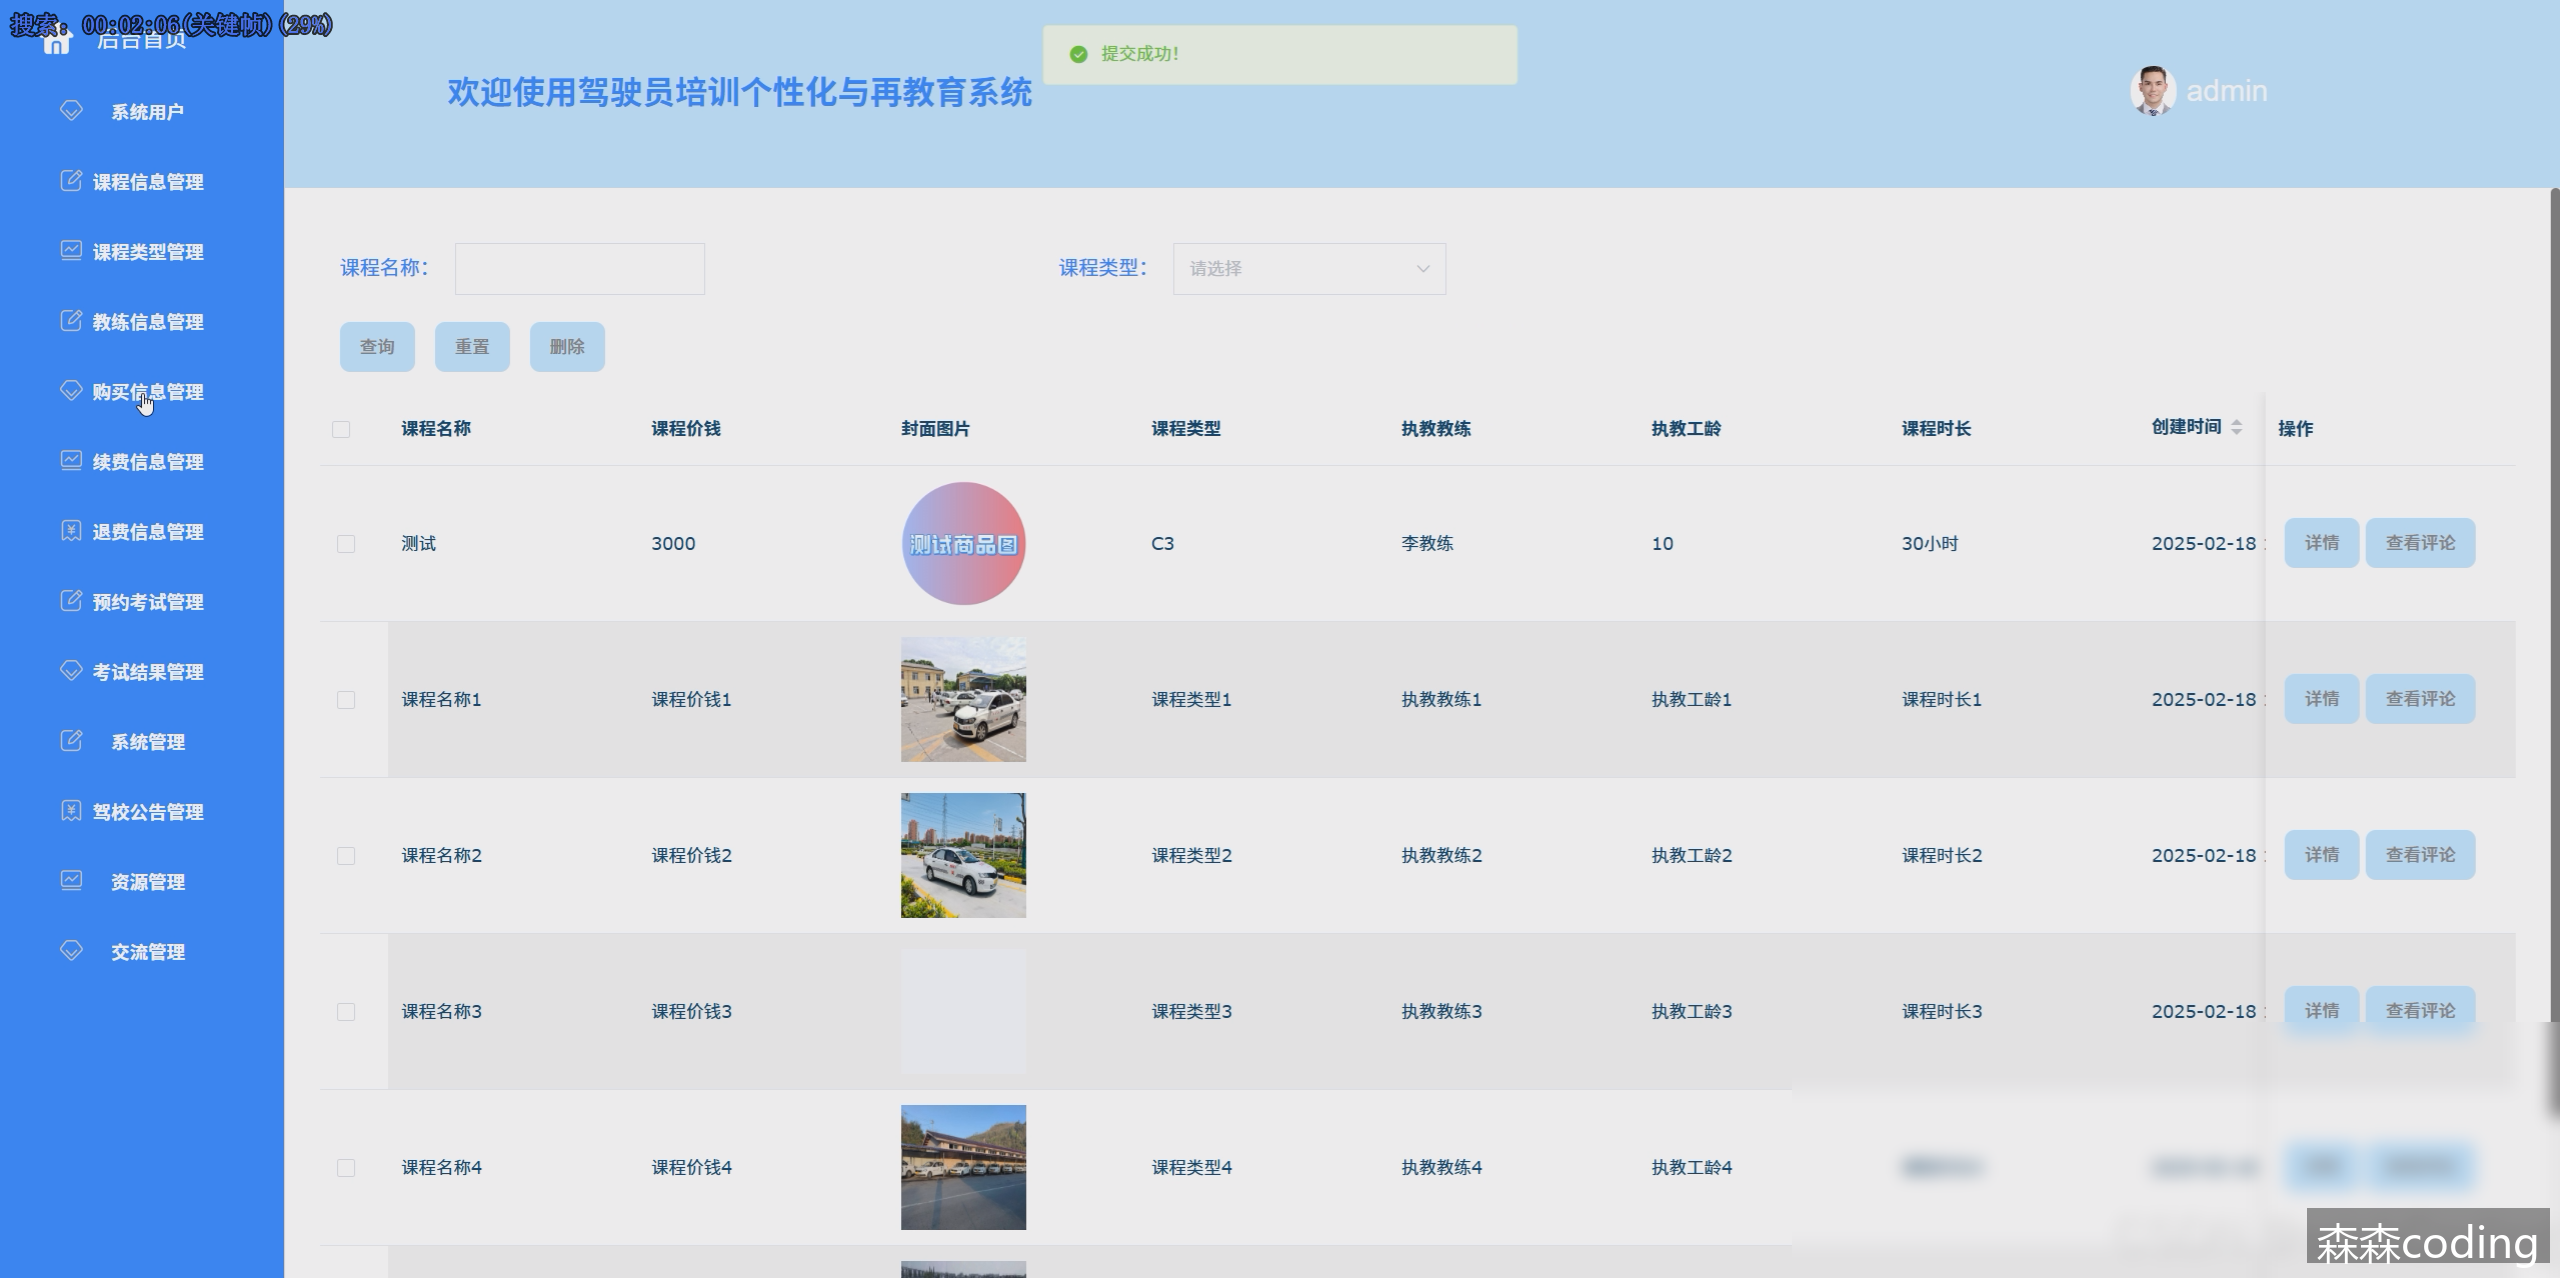 搜索: 00:02:06(关键帧)(29%)
后台首页
提交成功!
欢迎使用驾驶员培训个性化与再教育系统
admin
系统用户
课程信息管理
课程类型管理
教练信息管理
购买信息管理
续费信息管理
退费信息管理
预约考试管理
考试结果管理
系统管理
驾校公告管理
资源管理
交流管理
课程名称:
课程类型: 请选择
查询 重置 删除
课程名称 课程价钱 封面图片 课程类型 执教教练 执教工龄 课程时长 创建时间 操作
测试 3000 测试商品图 C3 李教练 10 30小时 2025-02-18 详情 查看评论
课程名称1 课程价钱1 课程类型1 执教教练1 执教工龄1 课程时长1 2025-02-18 详情 查看评论
课程名称2 课程价钱2 课程类型2 执教教练2 执教工龄2 课程时长2 2025-02-18 详情 查看评论
课程名称3 课程价钱3 课程类型3 执教教练3 执教工龄3 课程时长3 2025-02-18 详情 查看评论
课程名称4 课程价钱4 课程类型4 执教教练4 执教工龄4
森森coding